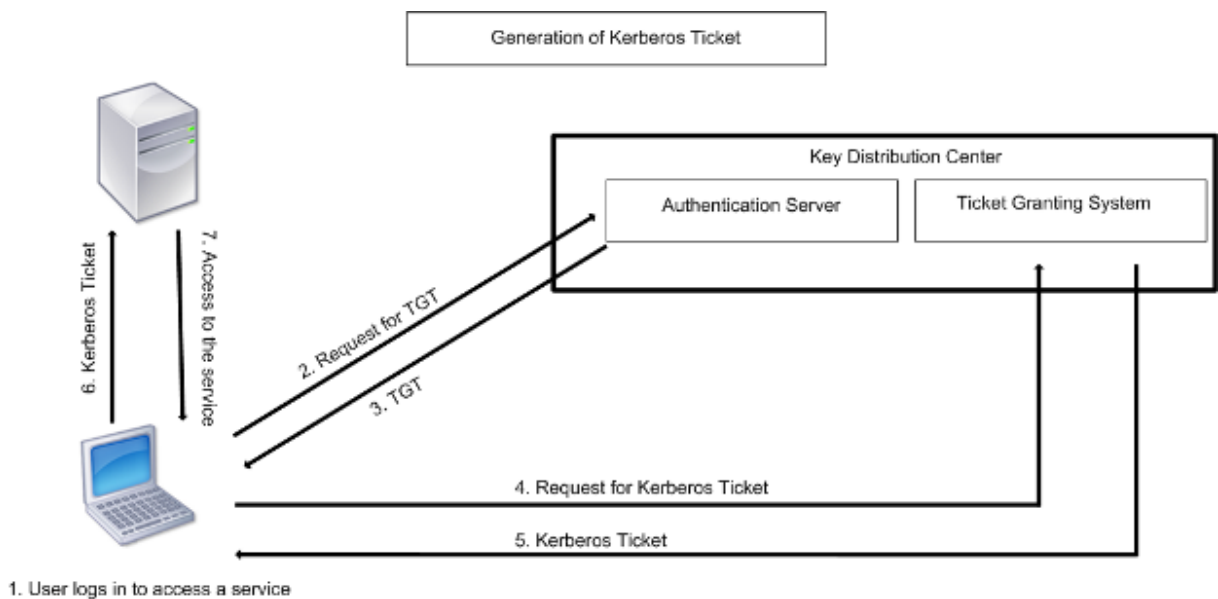 Generation of Kerberos Ticket
Key Distribution Center
Authentication Server
Ticket Granting System
6. Kerberos Ticket
7. Access to the service
2. Request for TGT
3. TGT
4. Request for Kerberos Ticket
5. Kerberos Ticket
1. User logs in to access a service